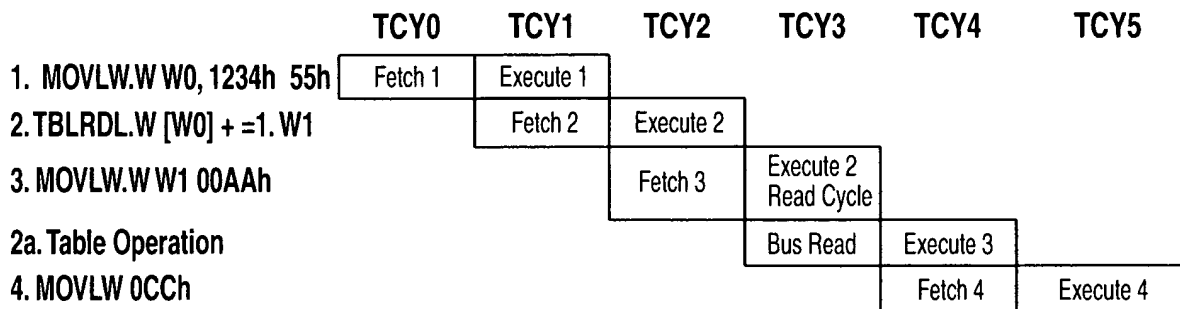 TCY0 TCY1 TCY2 TCY3 TCY4 TCY5
1. MOVLW.W W0, 1234h 55h Fetch 1 Execute 1
2. TBLRDL.W [W0] + =1. W1 Fetch 2 Execute 2
3. MOVLW.W W1 00AAh Fetch 3 Execute 2
Read Cycle
2a. Table Operation Bus Read Execute 3
4. MOVLW 0CCh Fetch 4 Execute 4